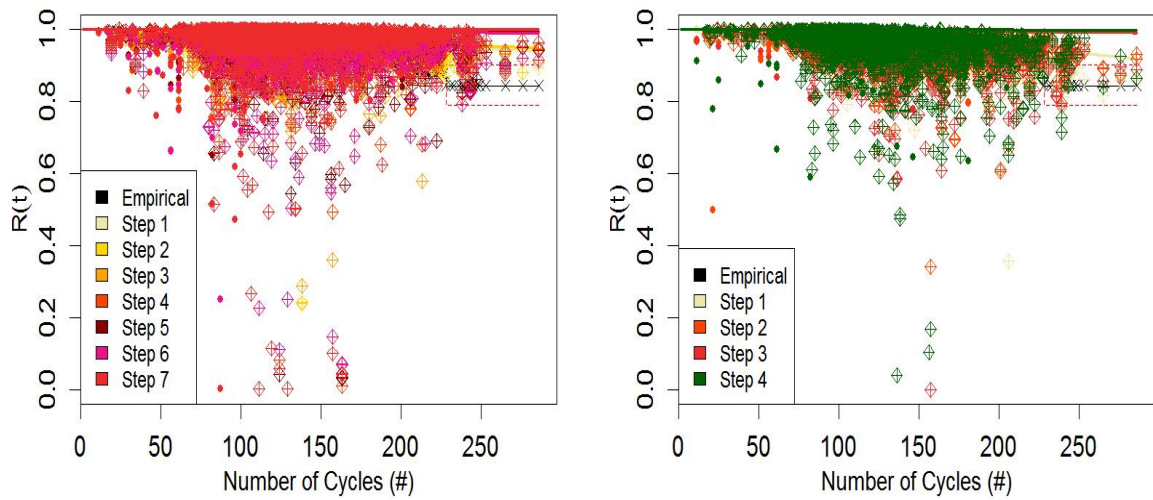 R(t)
1.0
0.8
0.6
0.4
0.2
0.0
Empirical
Step 1
Step 2
Step 3
Step 4
Step 5
Step 6
Step 7
0 50 100 150 200 250
Number of Cycles (#)
R(t)
1.0
0.8
0.6
0.4
0.2
0.0
Empirical
Step 1
Step 2
Step 3
Step 4
0 50 100 150 200 250
Number of Cycles (#)